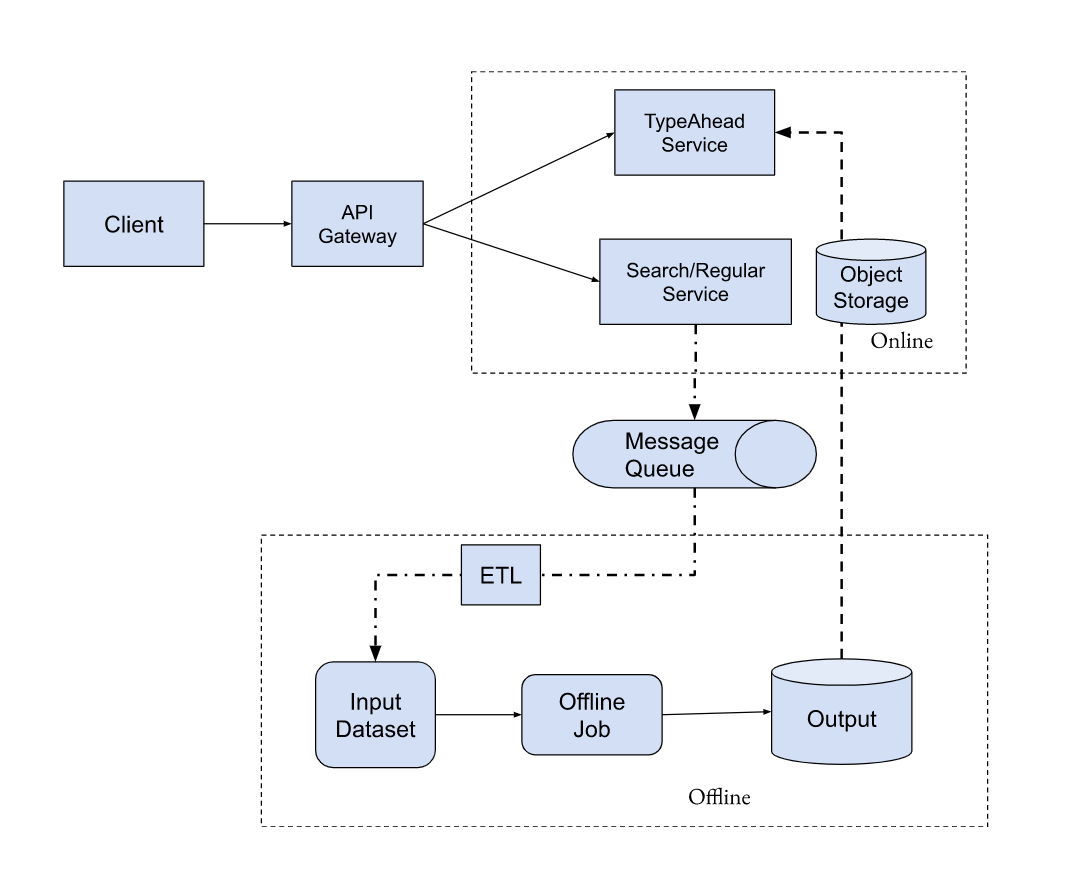 TypeAhead
Service
Client
API
Gateway
Search/Regular
Service
Object
Storage
Online
Message
Queue
ETL
Input
Dataset
Offline
Job
Output
Offline